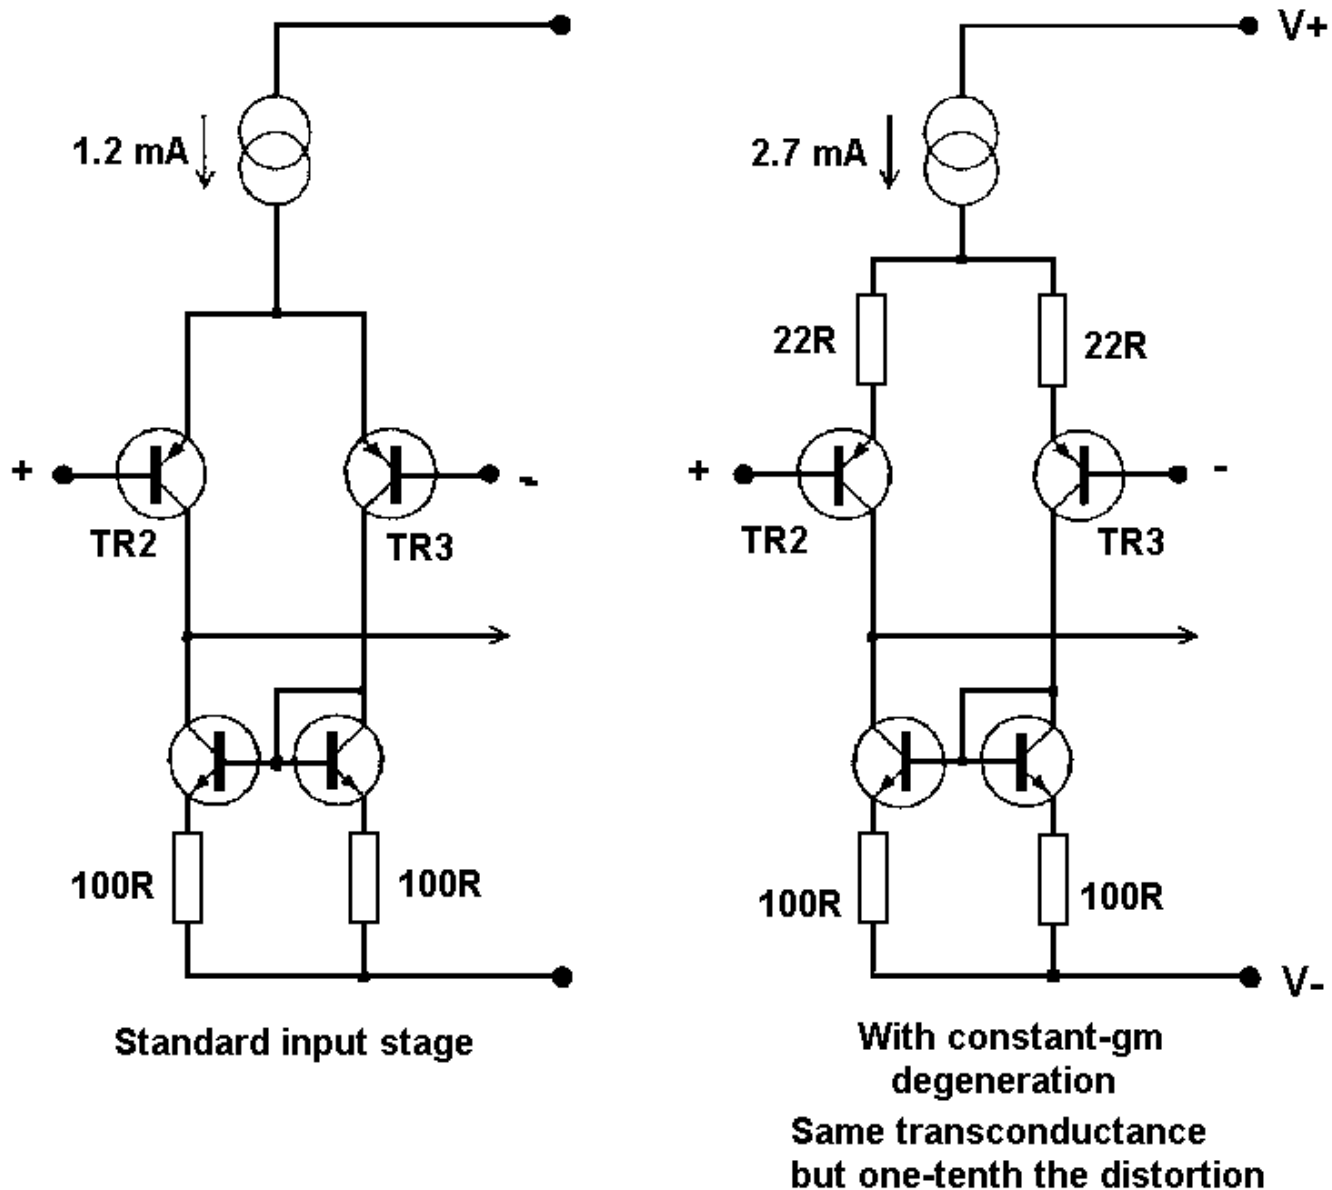 V+
1.2 mA
2.7 mA
22R
22R
+
-
+
-
TR2
TR3
TR2
TR3
100R
100R
100R
100R
V-
Standard input stage
With constant-gm
degeneration
Same transconductance
but one-tenth the distortion